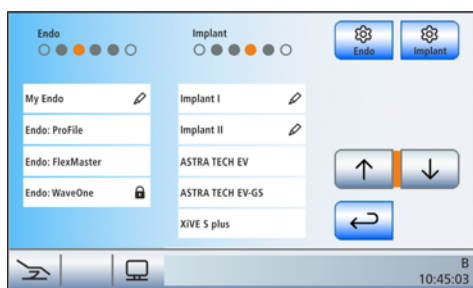 Endo
Implant
Endo
Implant
My Endo
Implant I
Endo: ProFile
Implant II
Endo: FlexMaster
ASTRA TECH EV
Endo: WaveOne
ASTRA TECH EV-GS
XiVE S plus
B
10:45:03